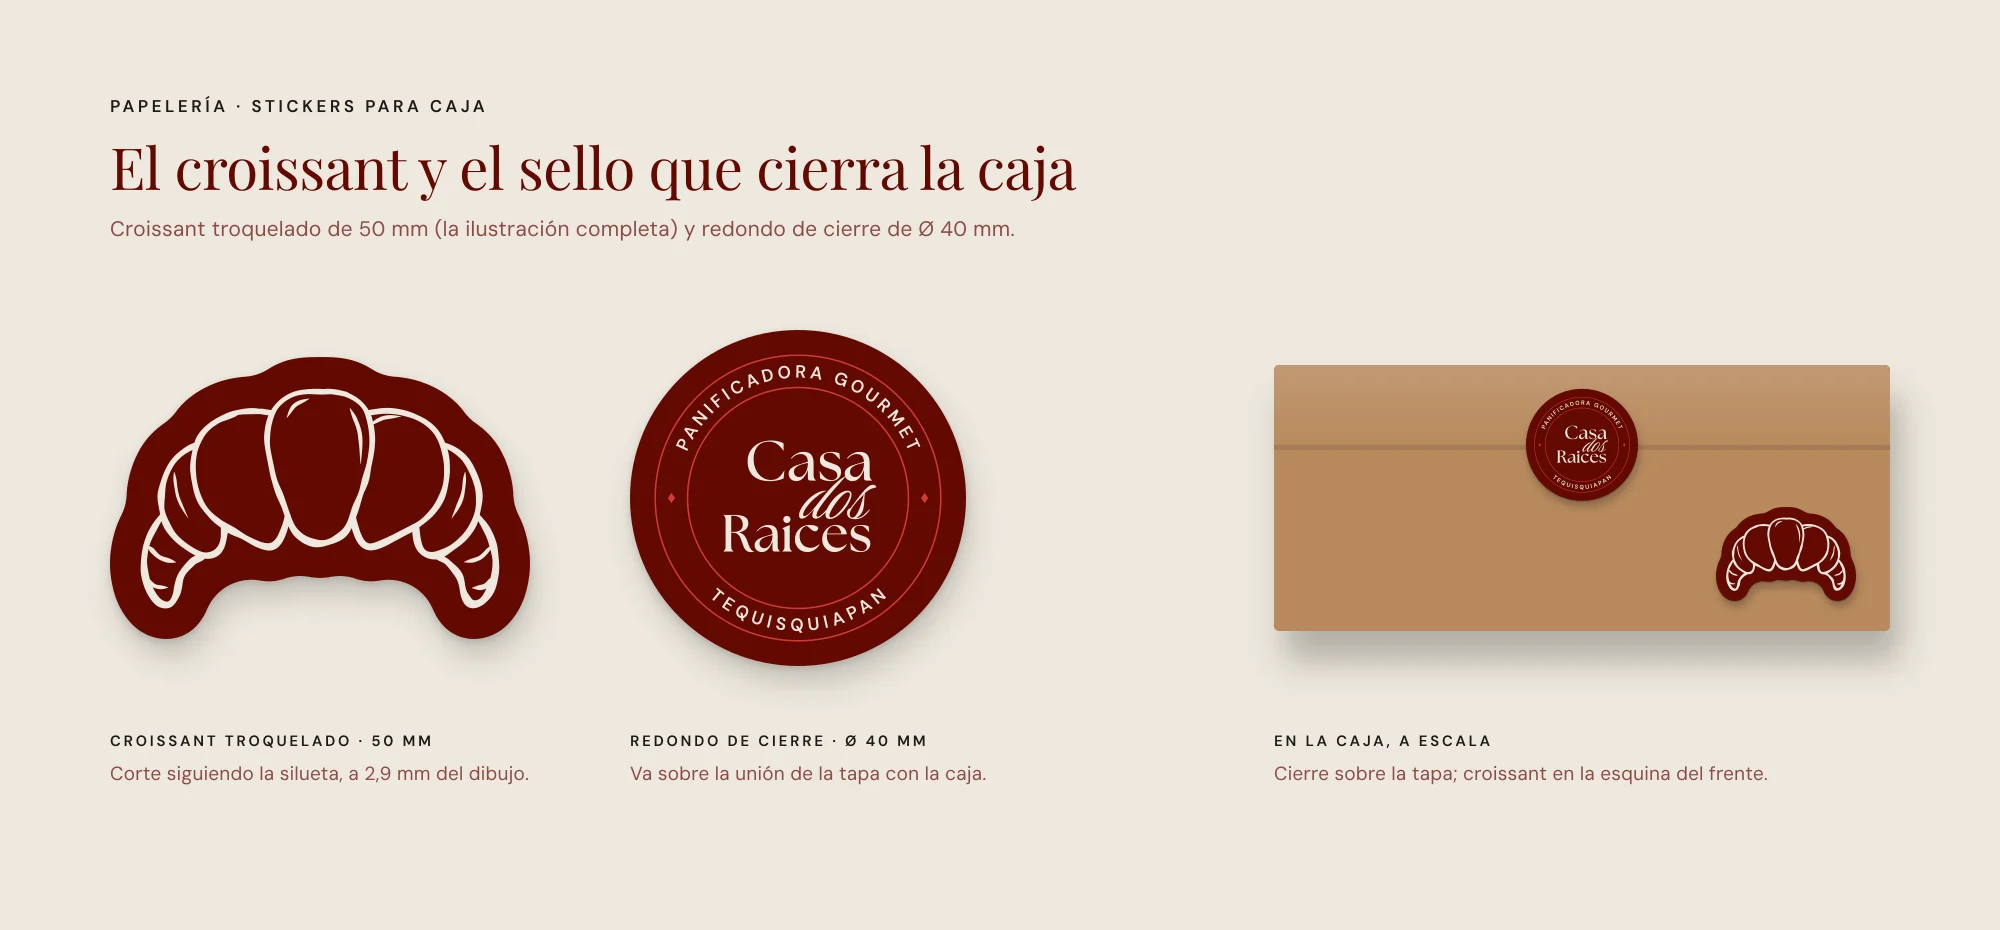 PAPELERÍA · STICKERS PARA CAJA
El croissant y el sello que cierra la caja
Croissant troquelado de 50 mm (la ilustración completa) y redondo de cierre de Ø 40 mm.
PANIFICADORA GOURMET
Casa
dos
Raices
TEQUISQUIAPAN
PANIFICADORA GOURMET
Casa
dos
Raices
TEQUISQUIAPAN
CROISSANT TROQUELADO · 50 MM
Corte siguiendo la silueta, a 2,9 mm del dibujo.
REDONDO DE CIERRE · Ø 40 MM
Va sobre la unión de la tapa con la caja.
EN LA CAJA, A ESCALA
Cierre sobre la tapa; croissant en la esquina del frente.